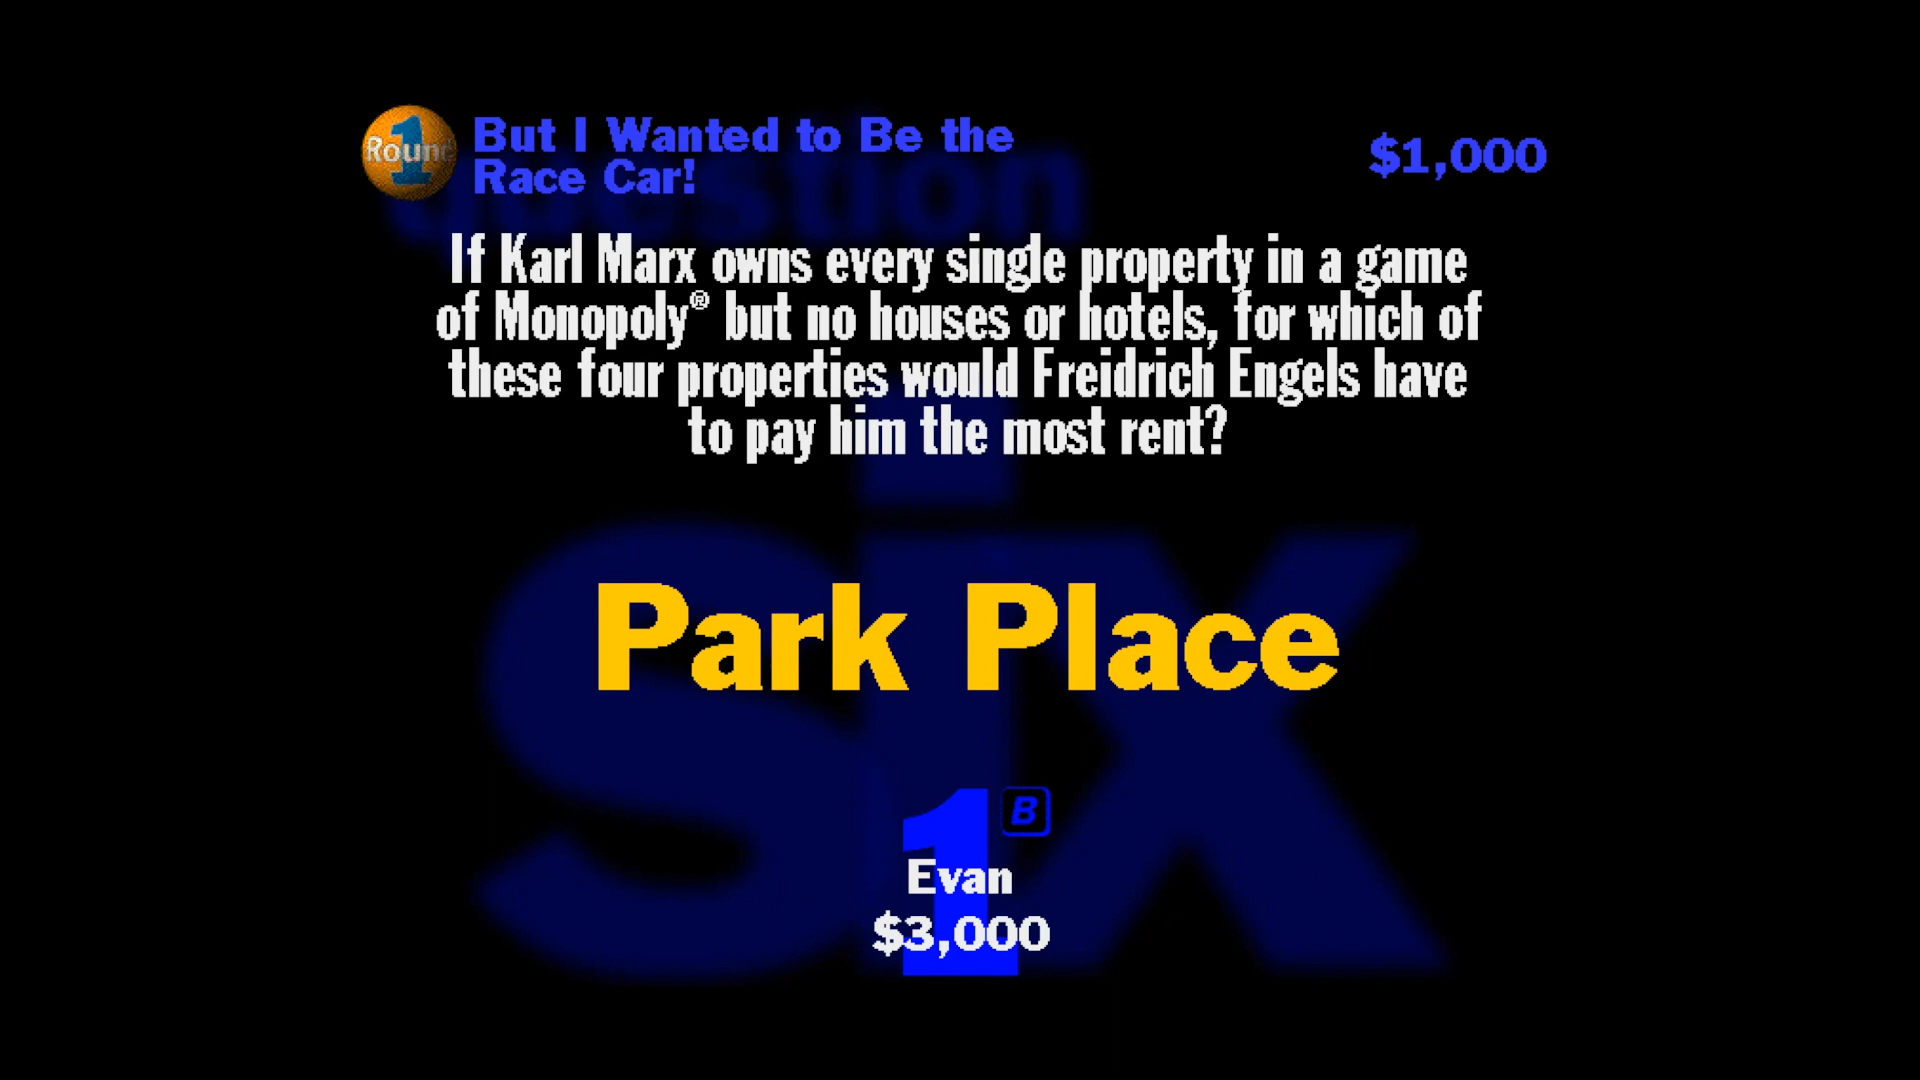 Round 1
But I Wanted to Be the
Race Car!
$1,000
question
If Karl Marx owns every single property in a game
of Monopoly® but no houses or hotels, for which of
these four properties would Freidrich Engels have
to pay him the most rent?
six
Park Place
1 B
Evan
$3,000